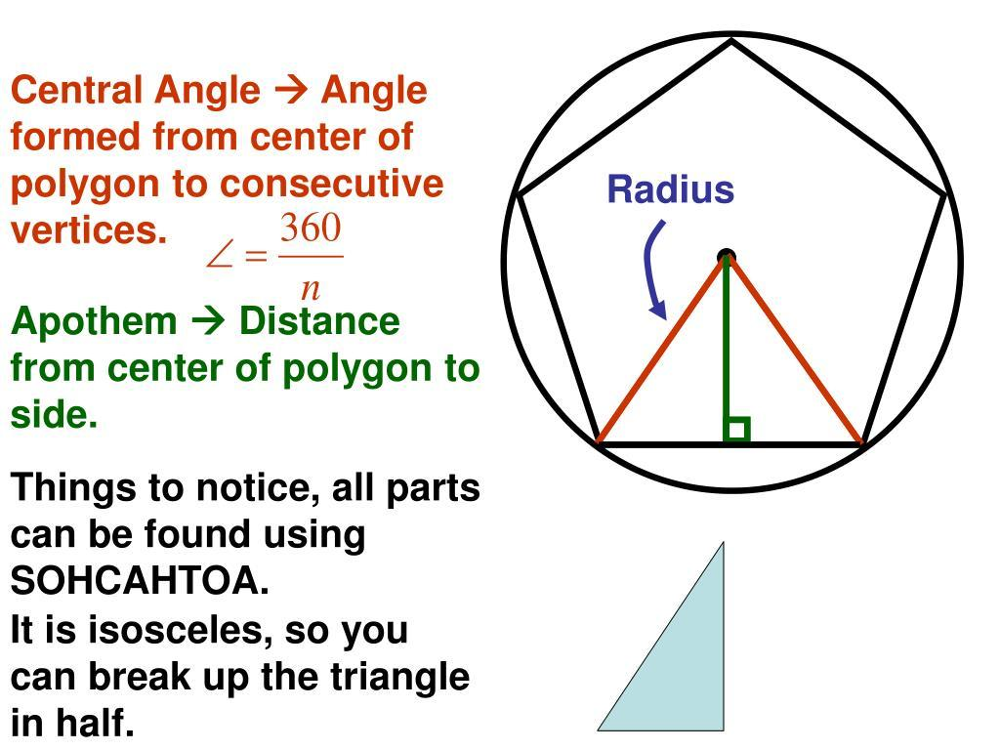 Central Angle → Angle
formed from center of
polygon to consecutive
vertices.
∠ = 360/n
Apothem → Distance
from center of polygon to
side.
Things to notice, all parts
can be found using
SOHCAHTOA.
It is isosceles, so you
can break up the triangle
in half.
Radius